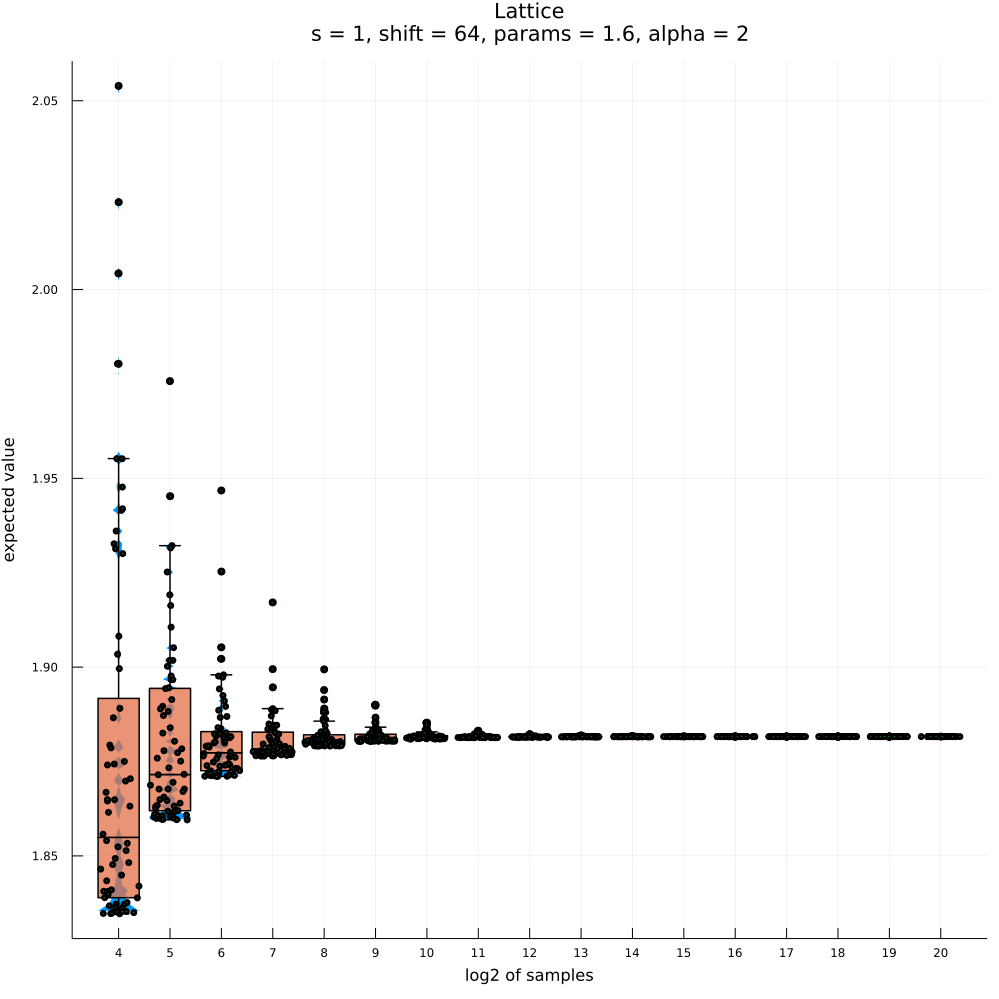 Lattice
s = 1, shift = 64, params = 1.6, alpha = 2
expected value
2.05
2.00
1.95
1.90
1.85
4 5 6 7 8 9 10 11 12 13 14 15 16 17 18 19 20
log2 of samples